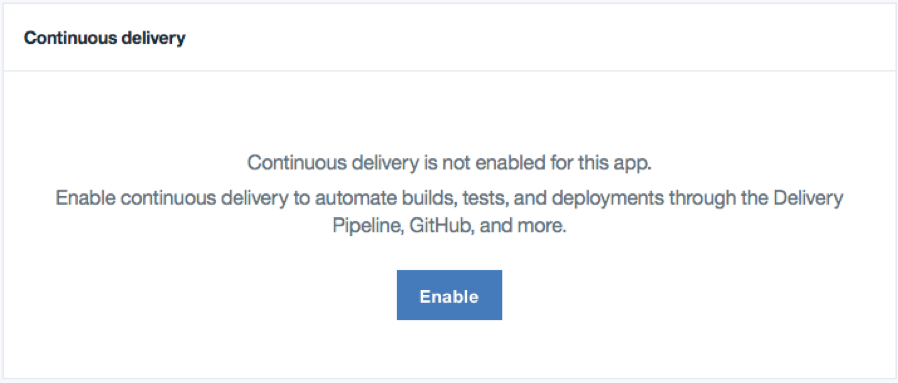 Continuous delivery
Continuous delivery is not enabled for this app.
Enable continuous delivery to automate builds, tests, and deployments through the Delivery
Pipeline, GitHub, and more.
Enable